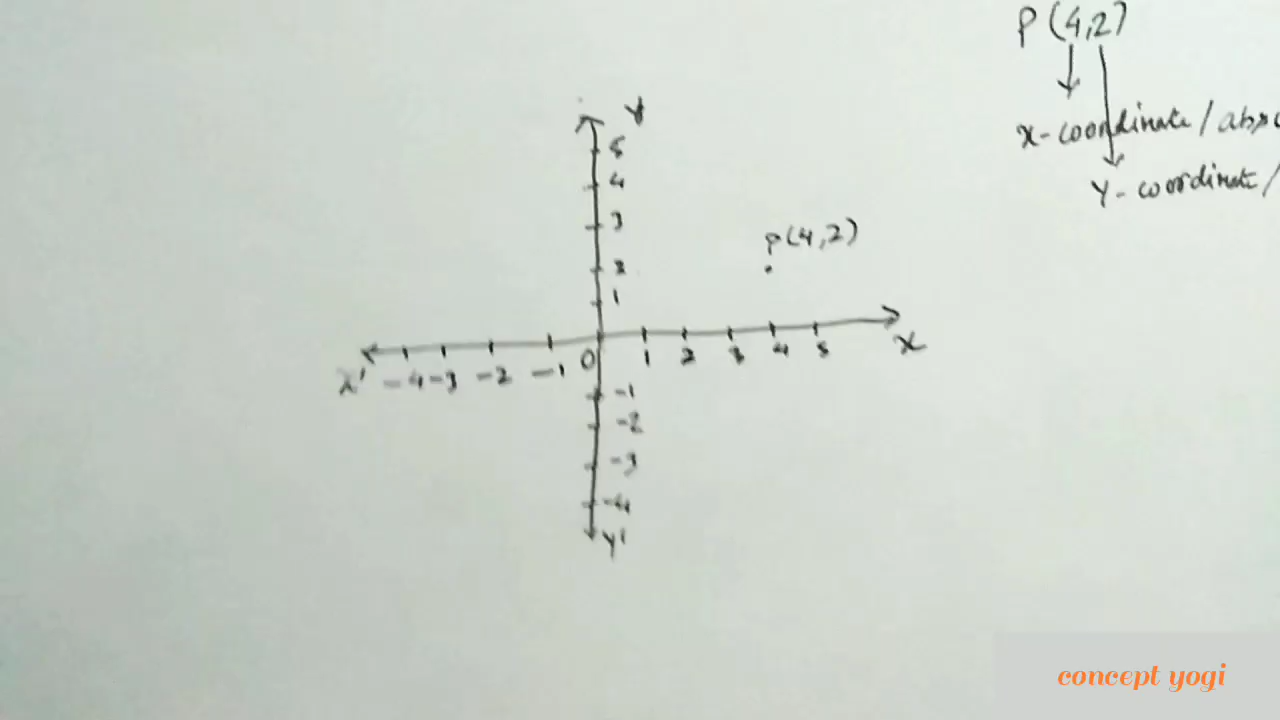 P (4,2)
x-coordinate / absc
Y-coordinate /
Y
5
4
3
2
1
P(4,2)
X' -4 -3 -2 -1 0 1 2 3 4 5 X
-1
-2
-3
-4
Y'
concept yogi